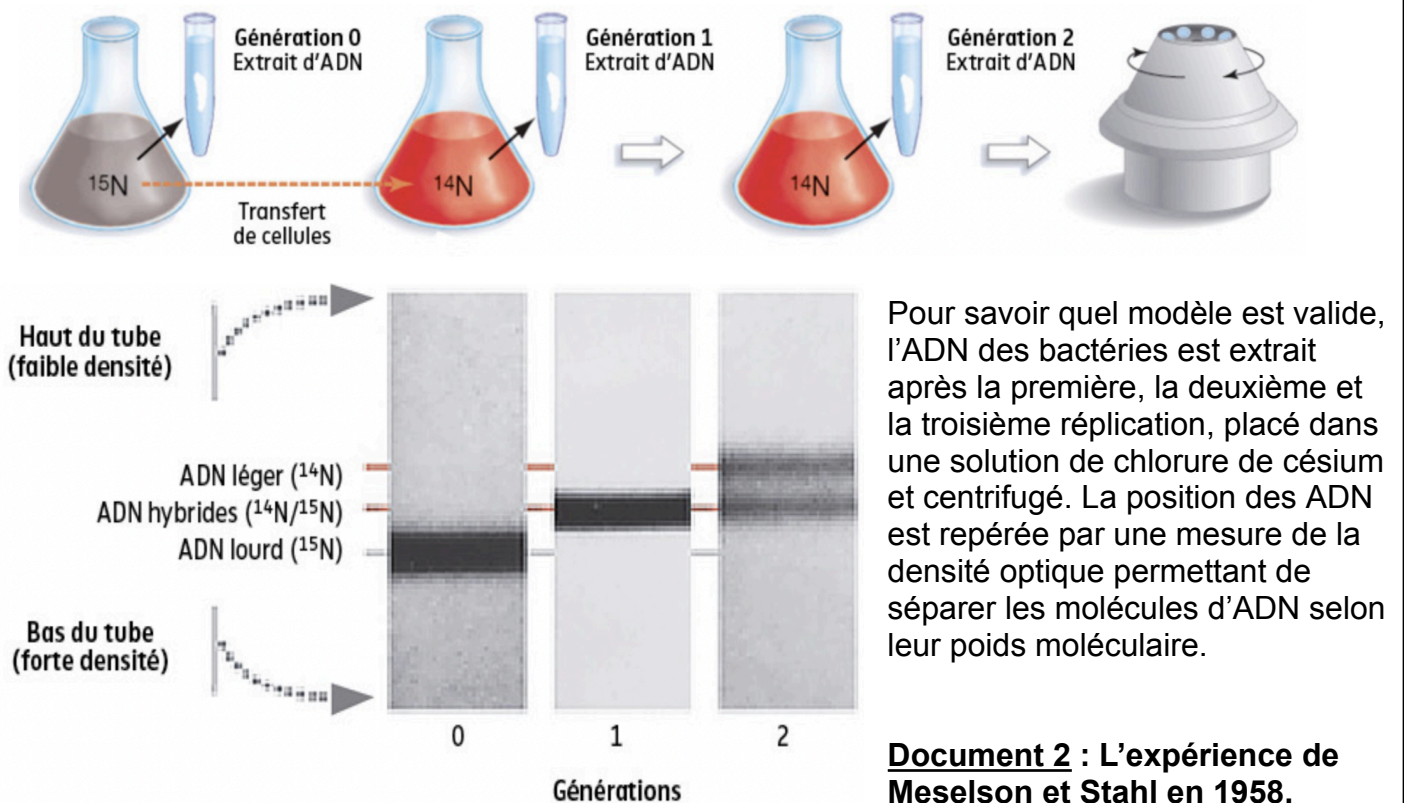 Génération 0
Extrait d'ADN
Génération 1
Extrait d'ADN
Génération 2
Extrait d'ADN
¹⁵N
¹⁴N
¹⁴N
Transfert
de cellules
Haut du tube
(faible densité)
ADN léger (¹⁴N)
ADN hybrides (¹⁴N/¹⁵N)
ADN lourd (¹⁵N)
Bas du tube
(forte densité)
0
1
2
Générations
Pour savoir quel modèle est valide,
l'ADN des bactéries est extrait
après la première, la deuxième et
la troisième réplication, placé dans
une solution de chlorure de césium
et centrifugé. La position des ADN
est repérée par une mesure de la
densité optique permettant de
séparer les molécules d'ADN selon
leur poids moléculaire.
Document 2 : L'expérience de
Meselson et Stahl en 1958.